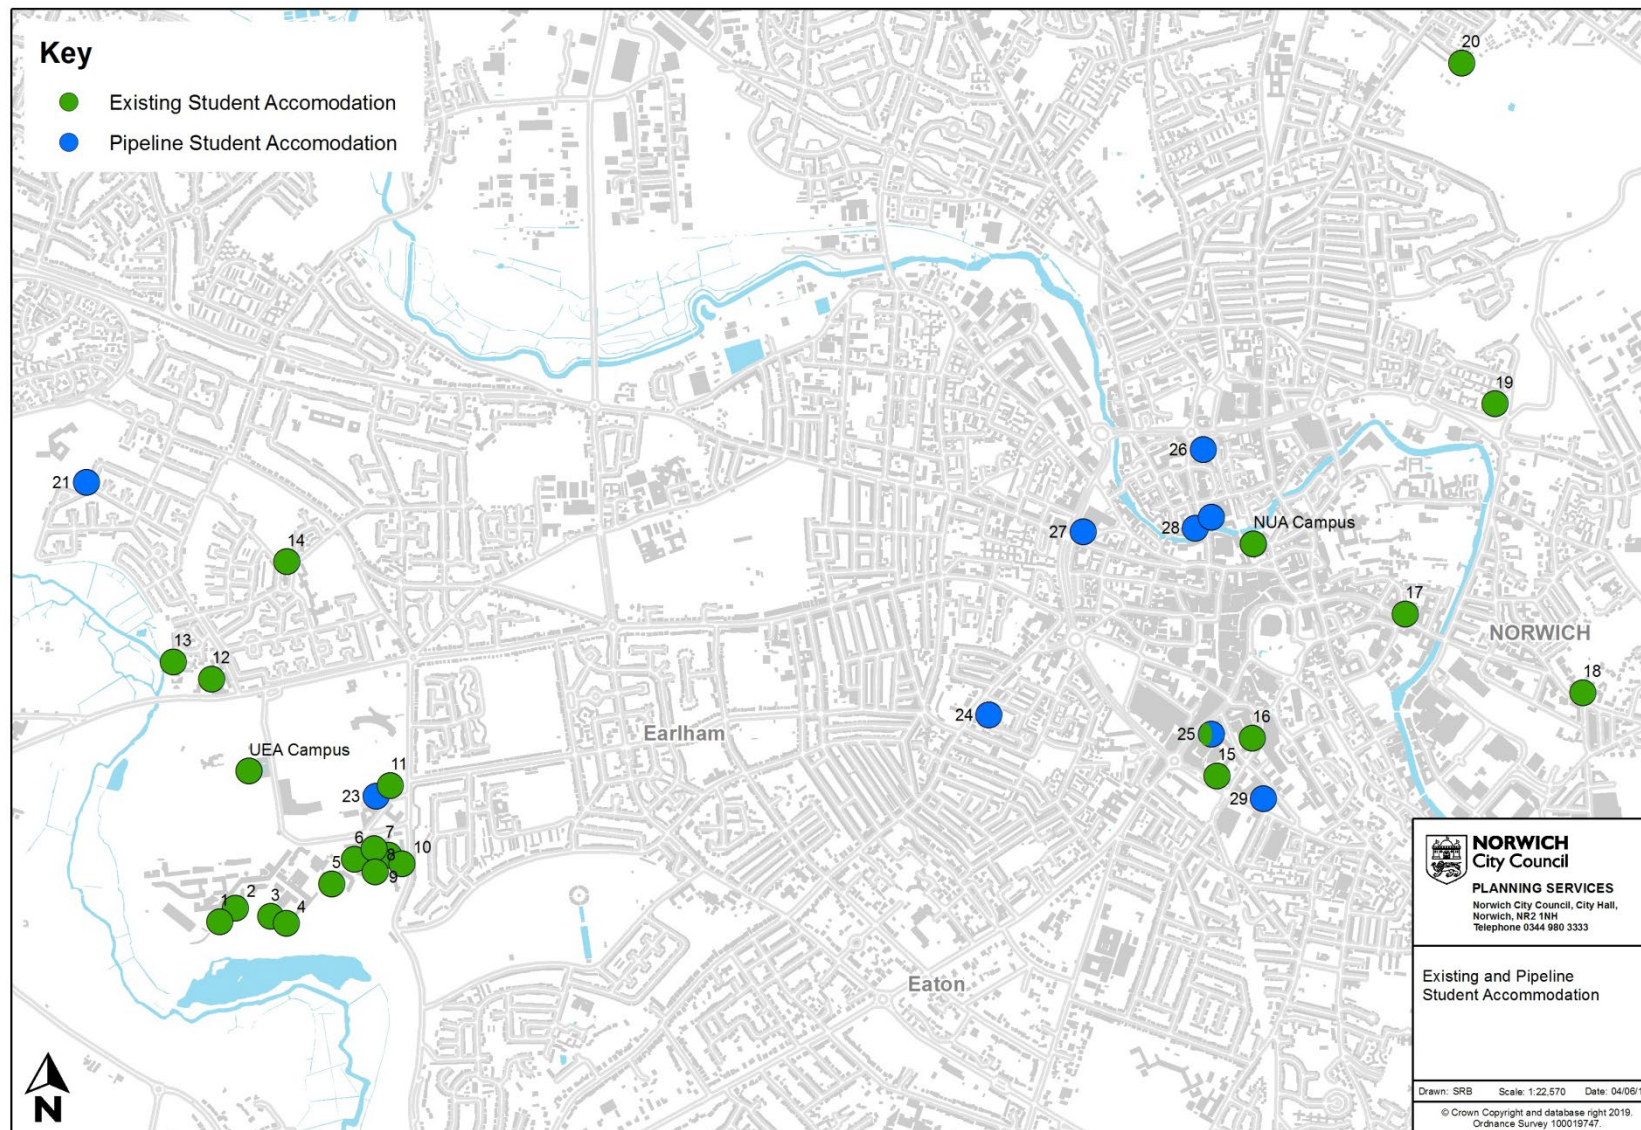 Key
Existing Student Accomodation
Pipeline Student Accomodation
20
19
26
21
27
28
NUA Campus
14
17
NORWICH
13
12
18
24
Earlham
25
16
15
UEA Campus
11
23
29
7
6
8
10
5
9
2
1
3
4
Eaton
N
NORWICH
City Council
PLANNING SERVICES
Norwich City Council, City Hall,
Norwich, NR2 1NH
Telephone 0344 980 3333
Existing and Pipeline
Student Accommodation
Drawn: SRB Scale: 1:22,570 Date: 04/06/1
© Crown Copyright and database right 2019.
Ordnance Survey 100019747.